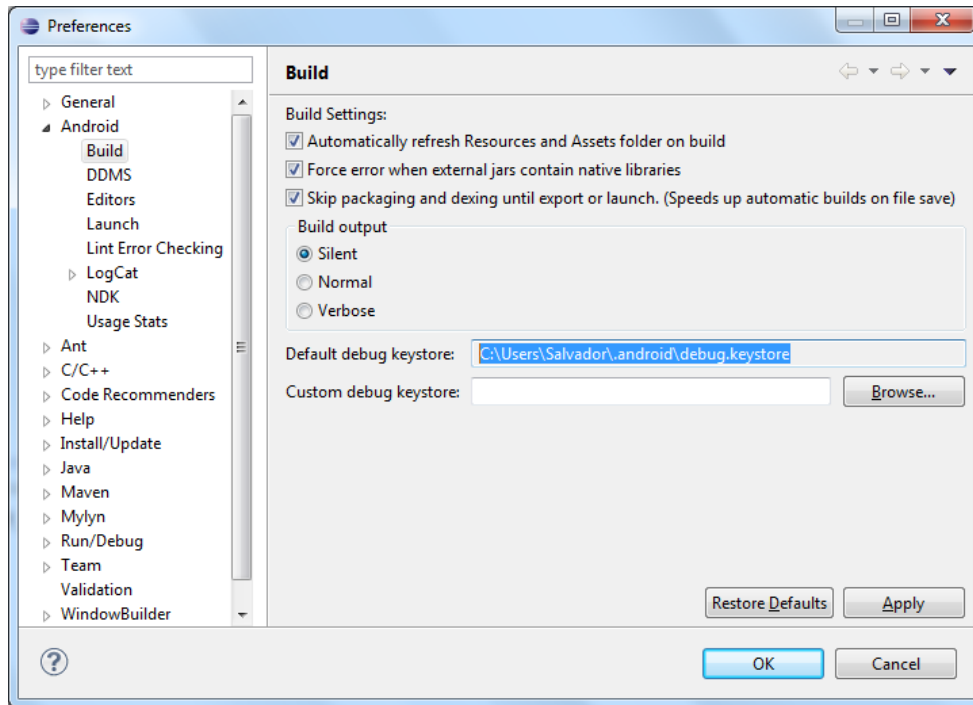 Preferences
type filter text
General
Android
Build
DDMS
Editors
Launch
Lint Error Checking
LogCat
NDK
Usage Stats
Ant
C/C++
Code Recommenders
Help
Install/Update
Java
Maven
Mylyn
Run/Debug
Team
Validation
WindowBuilder
Build
Build Settings:
Automatically refresh Resources and Assets folder on build
Force error when external jars contain native libraries
Skip packaging and dexing until export or launch. (Speeds up automatic builds on file save)
Build output
Silent
Normal
Verbose
Default debug keystore: C:\Users\Salvador\.android\debug.keystore
Custom debug keystore: Browse...
Restore Defaults Apply
? OK Cancel